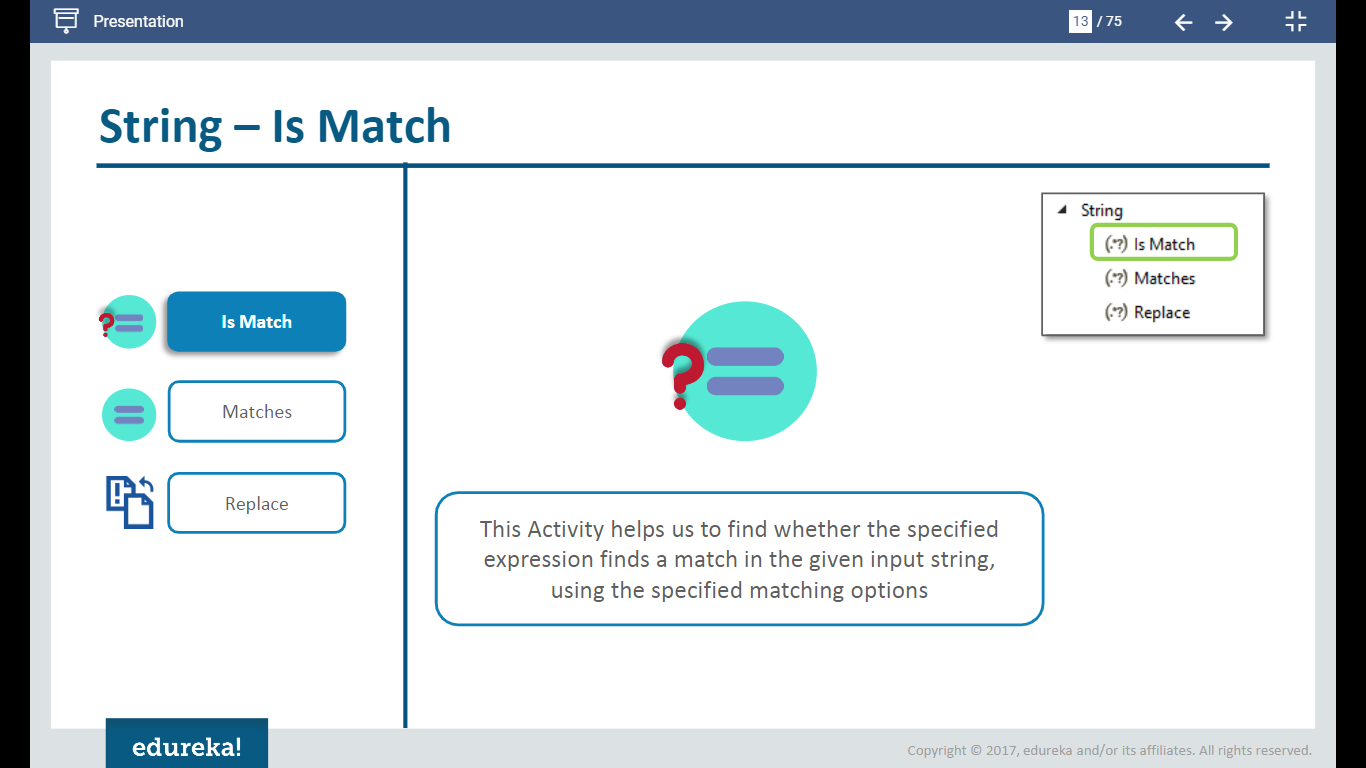 Presentation
13 / 75
String – Is Match
String
(.*?) Is Match
(.*?) Matches
(.*?) Replace
Is Match
Matches
Replace
This Activity helps us to find whether the specified
expression finds a match in the given input string,
using the specified matching options
edureka!
Copyright © 2017, edureka and/or its affiliates. All rights reserved.